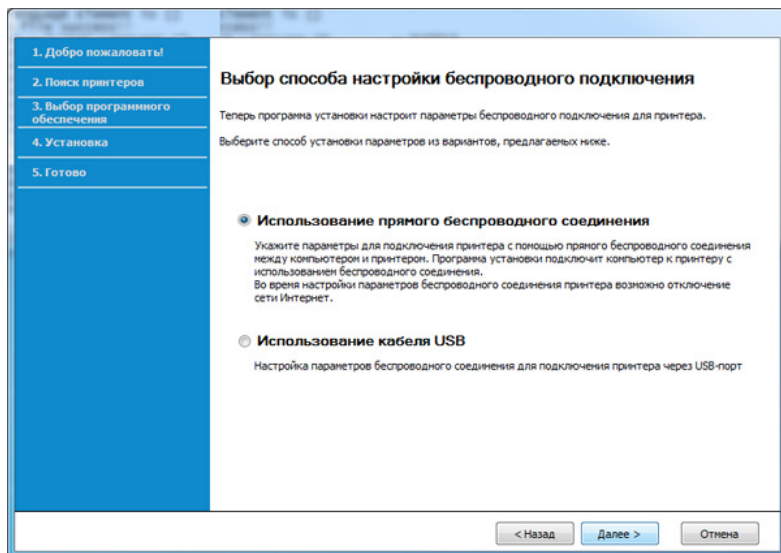 1. Добро пожаловать!
2. Поиск принтеров
3. Выбор программного
обеспечения
4. Установка
5. Готово
Выбор способа настройки беспроводного подключения
Теперь программа установки настроит параметры беспроводного подключения для принтера.
Выберите способ установки параметров из вариантов, предлагаемых ниже.
Использование прямого беспроводного соединения
Укажите параметры для подключения принтера с помощью прямого беспроводного соединения
между компьютером и принтером. Программа установки подключит компьютер к принтеру с
использованием беспроводного соединения.
Во время настройки параметров беспроводного соединения принтера возможно отключение
сети Интернет.
Использование кабеля USB
Настройка параметров беспроводного соединения для подключения принтера через USB-порт
< Назад
Далее >
Отмена